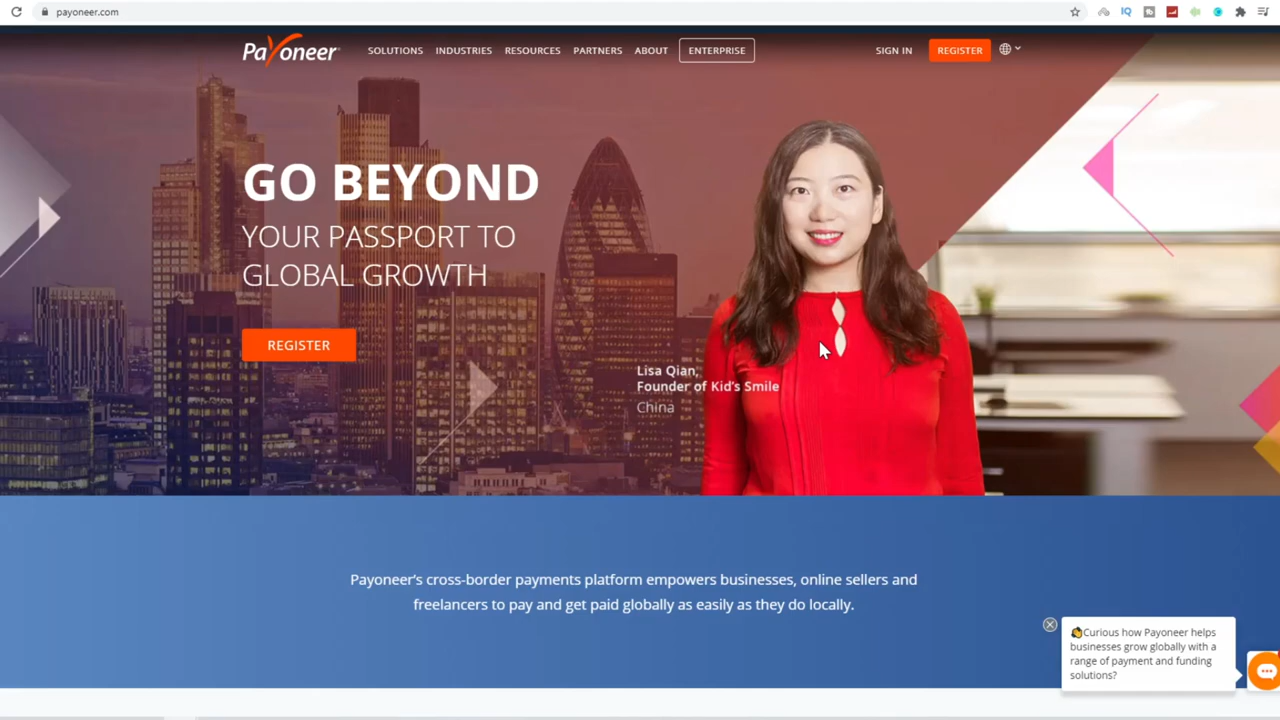 payoneer.com
Payoneer
SOLUTIONS
INDUSTRIES
RESOURCES
PARTNERS
ABOUT
ENTERPRISE
SIGN IN
REGISTER
GO BEYOND
YOUR PASSPORT TO
GLOBAL GROWTH
REGISTER
Lisa Qian,
Founder of Kid's Smile
China
Payoneer's cross-border payments platform empowers businesses, online sellers and
freelancers to pay and get paid globally as easily as they do locally.
Curious how Payoneer helps
businesses grow globally with a
range of payment and funding
solutions?